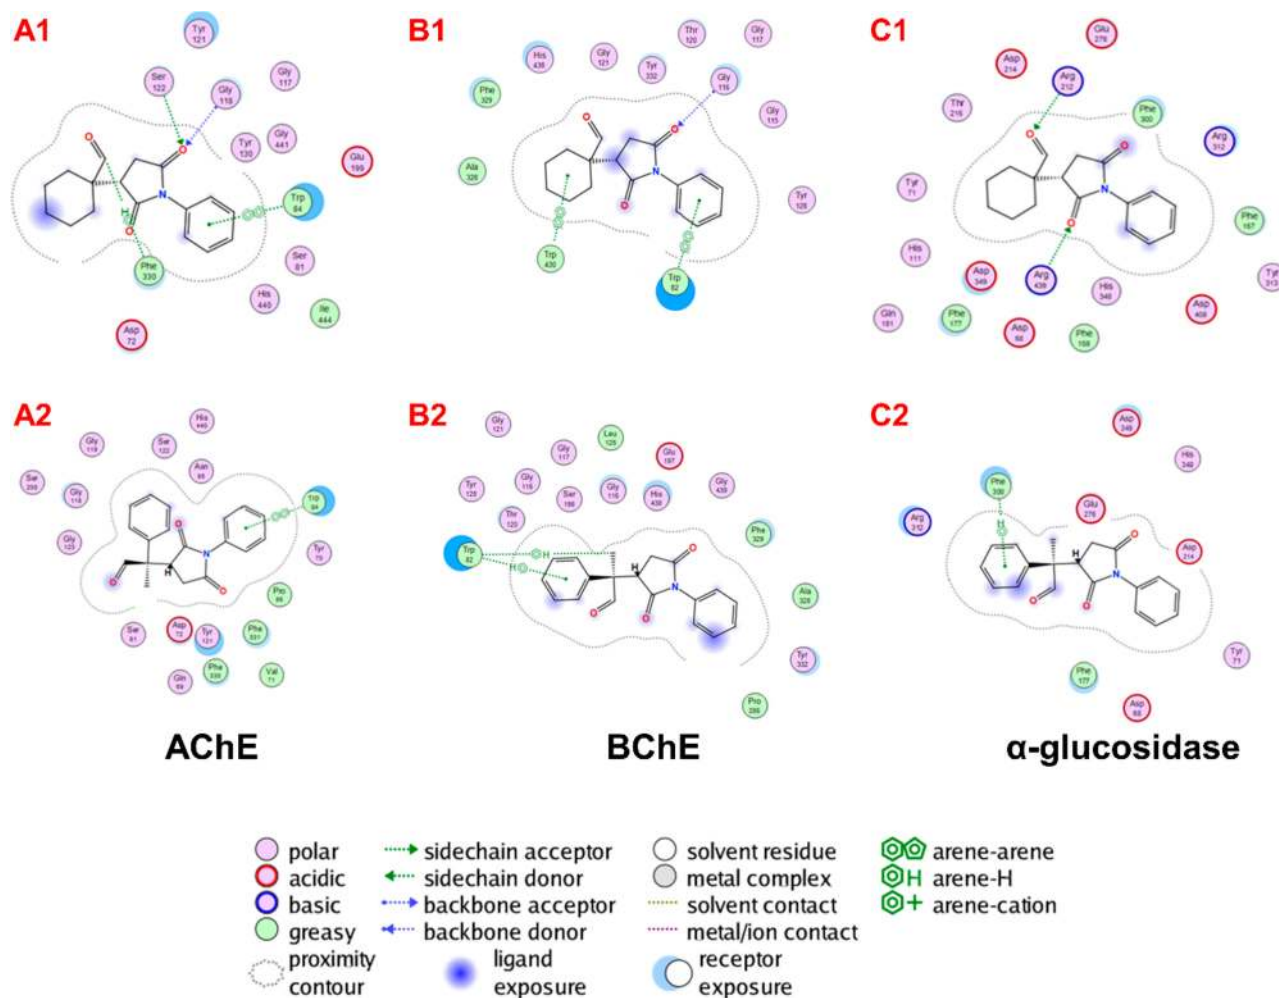 A1
Tyr
121
Ser
122
Gly
118
Gly
117
Tyr
130
Gly
441
Glu
199
Trp
84
Ser
81
His
440
Ile
444
Phe
330
Asp
72
O
O
O
N
H
B1
His
438
Gly
121
Tyr
332
Thr
120
Gly
117
Gly
116
Gly
115
Phe
329
Ala
328
Tyr
128
Trp
430
Trp
82
O
O
O
N
C1
Glu
276
Asp
214
Arg
212
Thr
215
Phe
300
Arg
312
Tyr
71
Phe
157
His
111
Asp
349
Arg
439
His
348
Tyr
313
Gln
181
Phe
177
Asp
68
Phe
158
Asp
408
O
O
O
N
A2
His
440
Gly
119
Ser
122
Asn
85
Ser
200
Gly
118
Trp
84
Gly
123
Tyr
70
Pro
86
Ser
81
Asp
72
Tyr
121
Phe
331
Gln
69
Phe
330
Val
71
O
O
O
N
H
B2
Gly
121
Leu
125
Gly
117
Glu
197
Tyr
128
Gly
115
Ser
198
Gly
116
His
438
Gly
439
Thr
120
Phe
329
Trp
82
Ala
328
Tyr
332
Pro
285
H
H
H
O
O
O
N
C2
Asp
349
His
348
Phe
300
Arg
312
Glu
276
Asp
214
Tyr
71
Phe
177
Asp
68
H
H
O
O
O
N
AChE
BChE
α-glucosidase
polar
acidic
basic
greasy
proximity
contour
sidechain acceptor
sidechain donor
backbone acceptor
backbone donor
ligand
exposure
solvent residue
metal complex
solvent contact
metal/ion contact
receptor
exposure
arene-arene
H arene-H
+ arene-cation